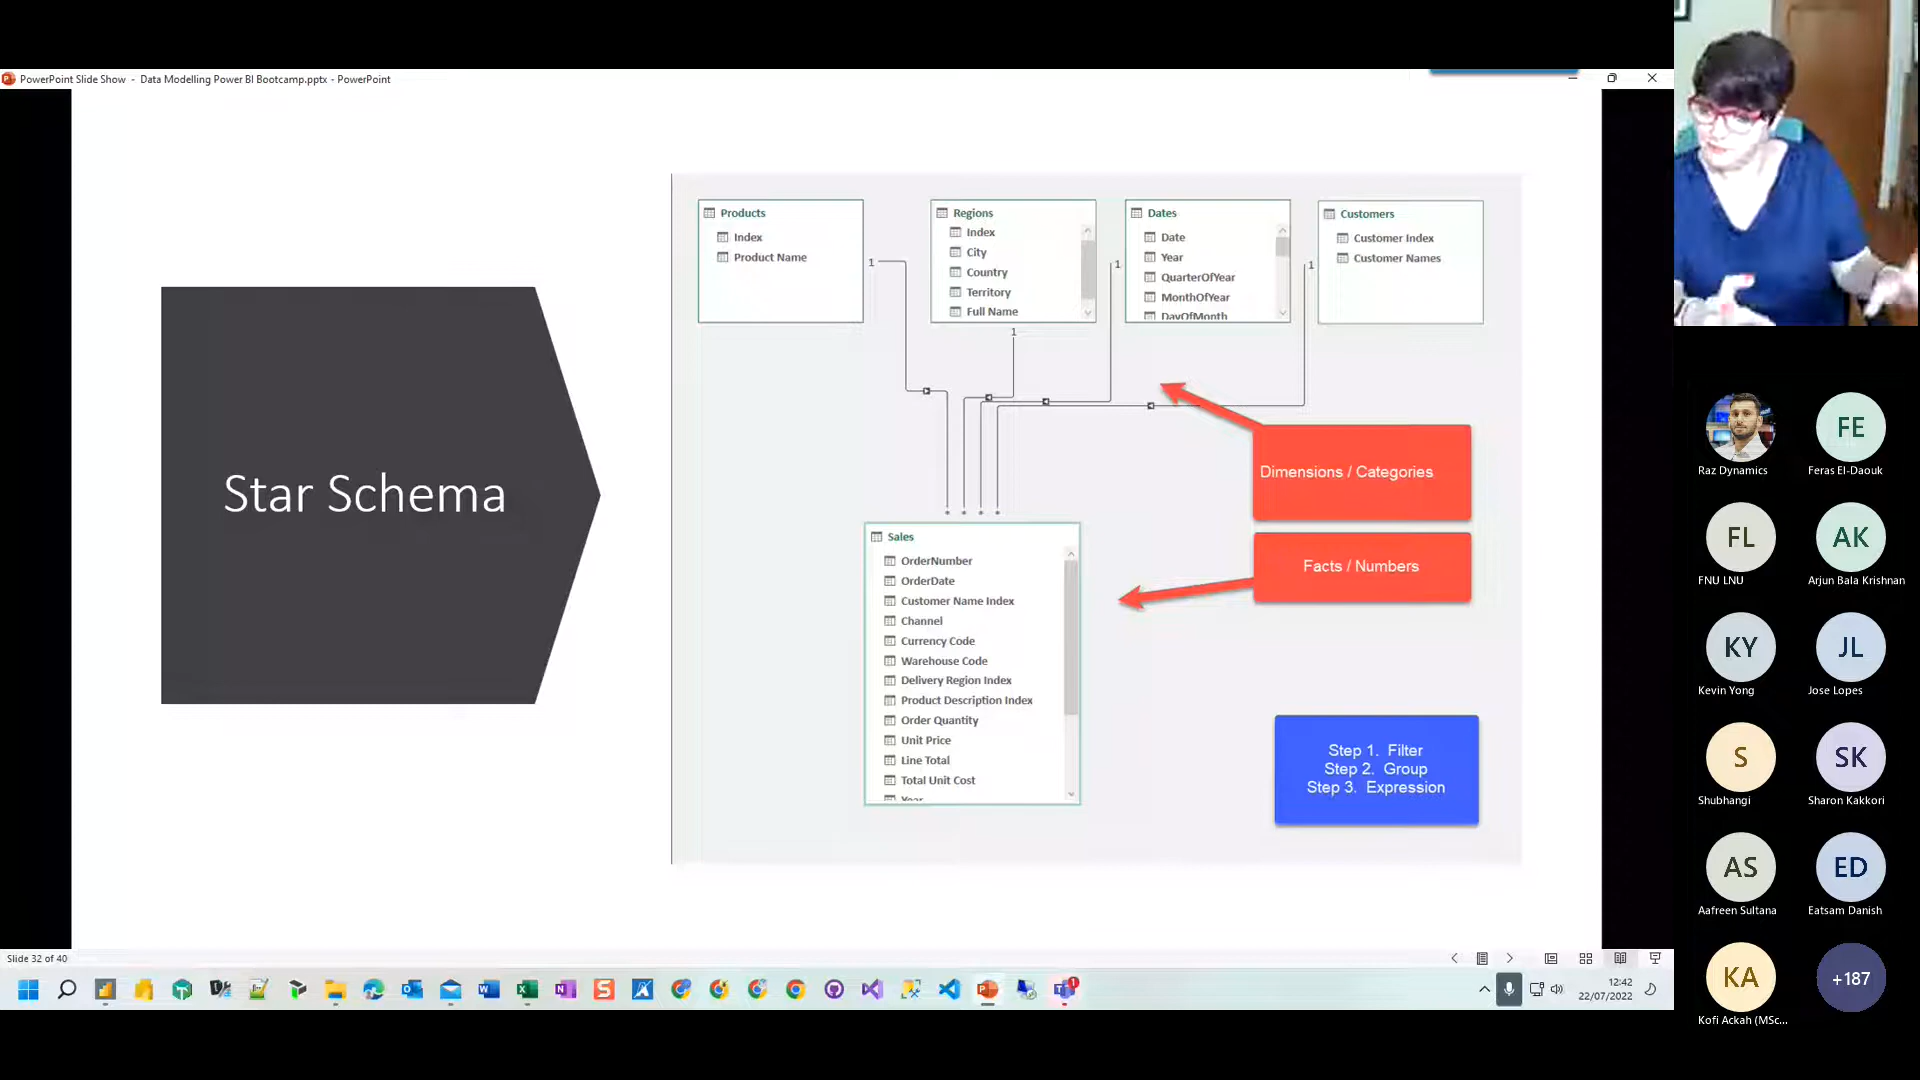 PowerPoint Slide Show - Data Modelling Power BI Bootcamp.pptx - PowerPoint
Star Schema
Products
Index
Product Name
Regions
Index
City
Country
Territory
Full Name
Dates
Date
Year
QuarterOfYear
MonthOfYear
DayOfMonth
Customers
Customer Index
Customer Names
1
1
1
1
* * * *
Dimensions / Categories
Facts / Numbers
Sales
OrderNumber
OrderDate
Customer Name Index
Channel
Currency Code
Warehouse Code
Delivery Region Index
Product Description Index
Order Quantity
Unit Price
Line Total
Total Unit Cost
Year
Step 1. Filter
Step 2. Group
Step 3. Expression
Slide 32 of 40
12:42
22/07/2022
1
Raz Dynamics
FE
Feras El-Daouk
FL
FNU LNU
AK
Arjun Bala Krishnan
KY
Kevin Yong
JL
Jose Lopes
S
Shubhangi
SK
Sharon Kakkori
AS
Aafreen Sultana
ED
Eatsam Danish
KA
Kofi Ackah (MSc...
+187